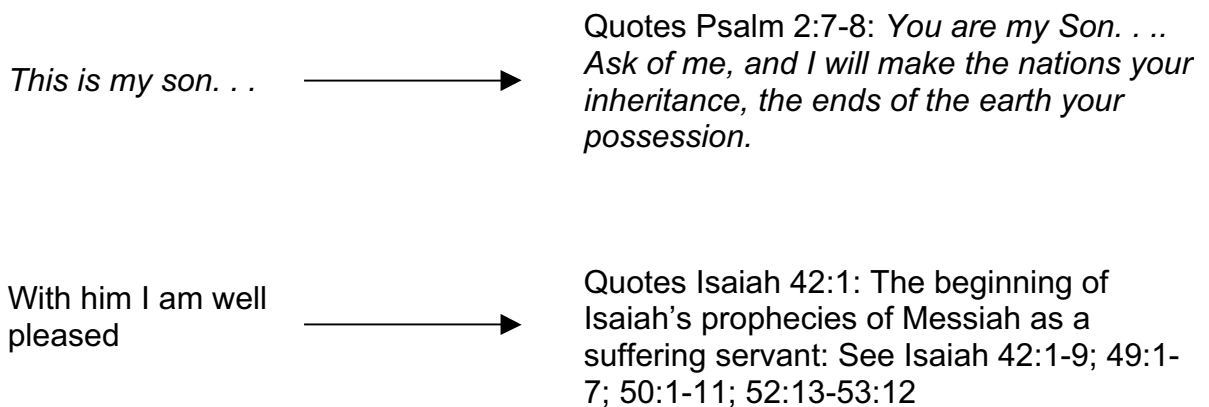 This is my son. . .
Quotes Psalm 2:7-8: You are my Son. . ..
Ask of me, and I will make the nations your
inheritance, the ends of the earth your
possession.
With him I am well
pleased
Quotes Isaiah 42:1: The beginning of
Isaiah’s prophecies of Messiah as a
suffering servant: See Isaiah 42:1-9; 49:1-
7; 50:1-11; 52:13-53:12